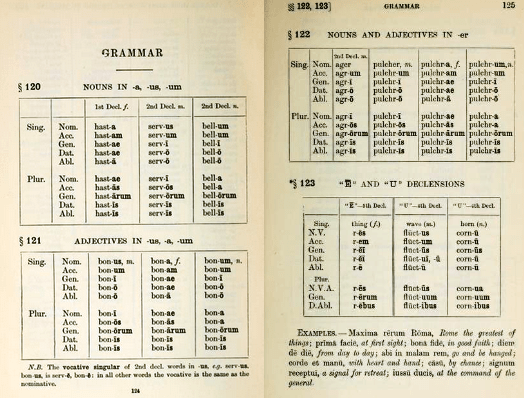 GRAMMAR
§ 120 NOUNS IN -a, -us, -um
1st Decl. f. 2nd Decl. m. 2nd Decl. n.
Sing. Nom. hast-a serv-us bell-um
Acc. hast-am serv-um bell-um
Gen. hast-ae serv-ī bell-ī
Dat. hast-ae serv-ō bell-ō
Abl. hast-ā serv-ō bell-ō
Plur. Nom. hast-ae serv-ī bell-a
Acc. hast-ās serv-ōs bell-a
Gen. hast-ārum serv-ōrum bell-ōrum
Dat. hast-īs serv-īs bell-īs
Abl. hast-īs serv-īs bell-īs
§ 121 ADJECTIVES IN -us, -a, -um
Sing. Nom. bon-us, m. bon-a, f. bon-um, n.
Acc. bon-um bon-am bon-um
Gen. bon-ī bon-ae bon-ī
Dat. bon-ō bon-ae bon-ō
Abl. bon-ō bon-ā bon-ō
Plur. Nom. bon-ī bon-ae bon-a
Acc. bon-ōs bon-ās bon-a
Gen. bon-ōrum bon-ārum bon-ōrum
Dat. bon-īs bon-īs bon-īs
Abl. bon-īs bon-īs bon-īs
N.B. The vocative singular of 2nd decl. words in -us, e.g. serv-us,
bon-us, is serv-ĕ, bon-ĕ: in all other words the vocative is the same as the
nominative.
124
§§ 122, 123] GRAMMAR 125
§ 122 NOUNS AND ADJECTIVES IN -er
2nd Decl. m.
Sing. Nom. ager pulcher, m. pulchr-a, f. pulchr-um, n.
Acc. agr-um pulchr-um pulchr-am pulchr-um
Gen. agr-ī pulchr-ī pulchr-ae pulchr-ī
Dat. agr-ō pulchr-ō pulchr-ae pulchr-ō
Abl. agr-ō pulchr-ō pulchr-ā pulchr-ō
Plur. Nom. agr-ī pulchr-ī pulchr-ae pulchr-a
Acc. agr-ōs pulchr-ōs pulchr-ās pulchr-a
Gen. agr-ōrum pulchr-ōrum pulchr-ārum pulchr-ōrum
Dat. agr-īs pulchr-īs pulchr-īs pulchr-īs
Abl. agr-īs pulchr-īs pulchr-īs pulchr-īs
*§ 123 "Ē" AND "U" DECLENSIONS
"Ē"—5th Decl. "U"—4th Decl. "U"—4th Decl.
Sing. thing (f.) wave (m.) horn (n.)
N.V. r-ēs flūct-us corn-ū
Acc. r-em flūct-um corn-ū
Gen. r-ĕī flūct-ūs corn-ūs
Dat. r-ĕī flūct-uī, -ū corn-ū
Abl. r-ē flūct-ū corn-ū
Plur.
N.V.A. r-ēs flūct-ūs corn-ua
Gen. r-ērum flūct-uum corn-uum
D.Abl. r-ēbus flūct-ibus corn-ibus
EXAMPLES.—Maxima rērum Rōma, Rome the greatest of
things; prīmā faciē, at first sight; bona fide, in good faith; diem
dē diē, from day to day; abi in malam rem, go and be hanged;
corde et manū, with heart and hand; cāsū, by chance; signum
receptui, a signal for retreat; iussū ducis, at the command of the
general.